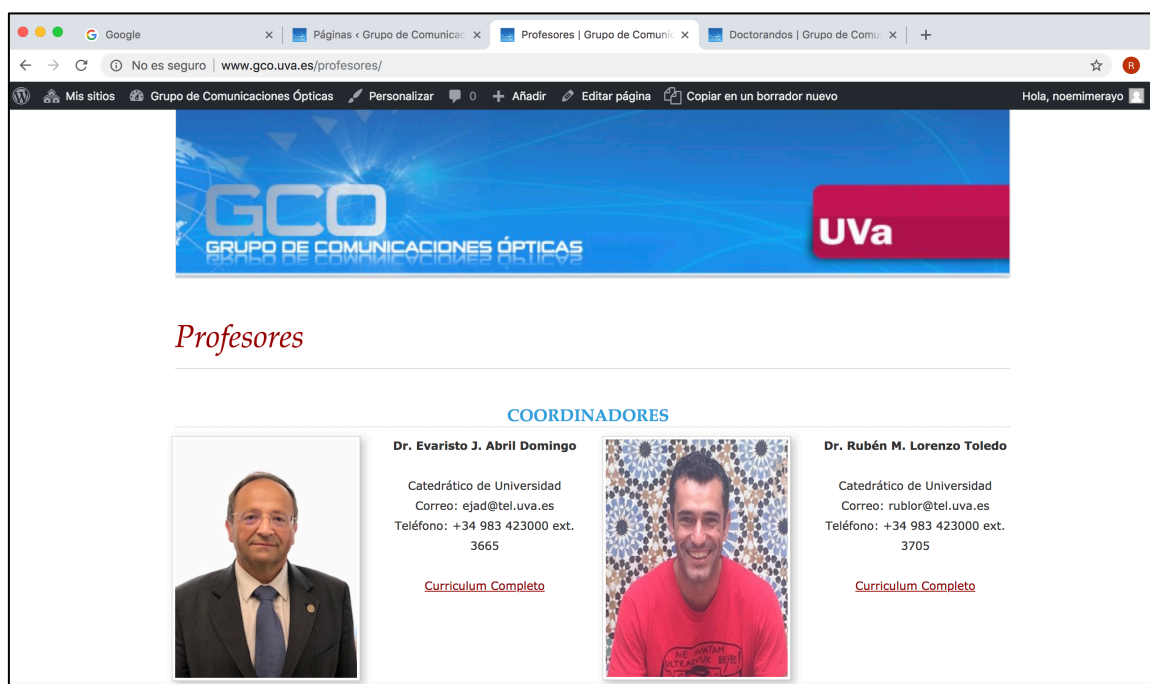 Google
Páginas ‹ Grupo de Comunicac
Profesores | Grupo de Comunic
Doctorandos | Grupo de Comu
No es seguro | www.gco.uva.es/profesores/
R
Mis sitios Grupo de Comunicaciones Ópticas Personalizar 0 Añadir Editar página Copiar en un borrador nuevo Hola, noemimerayo
GCO
GRUPO DE COMUNICACIONES ÓPTICAS
UVa
Profesores
COORDINADORES
Dr. Evaristo J. Abril Domingo
Catedrático de Universidad
Correo: ejad@tel.uva.es
Teléfono: +34 983 423000 ext.
3665
Curriculum Completo
Dr. Rubén M. Lorenzo Toledo
Catedrático de Universidad
Correo: rublor@tel.uva.es
Teléfono: +34 983 423000 ext.
3705
Curriculum Completo
NE AVATAM